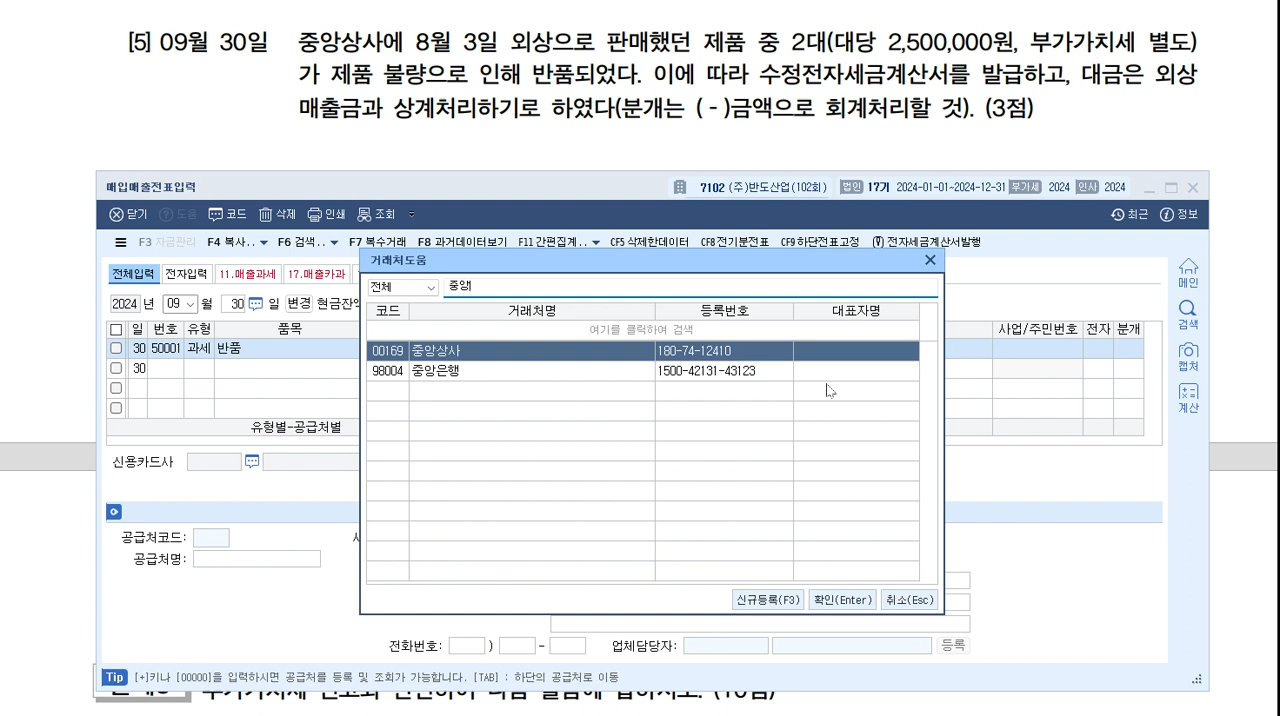 [5] 09월 30일 중앙상사에 8월 3일 외상으로 판매했던 제품 중 2대(대당 2,500,000원, 부가가치세 별도)
가 제품 불량으로 인해 반품되었다. 이에 따라 수정전자세금계산서를 발급하고, 대금은 외상
매출금과 상계처리하기로 하였다(분개는 (-)금액으로 회계처리할 것). (3점)
매입매출전표입력 7102 (주)반도산업(102회) 법인 17기 2024-01-01~2024-12-31 부가세 2024 인사 2024
닫기 도움 코드 삭제 인쇄 조회 최근 정보
F3 자금관리 F4 복사.. F6 검색.. F7 복수거래 F8 과거데이터보기 F11 간편집계.. CF5 삭제한데이터 CF8 전기분전표 CF9 하단전표고정 (V) 전자세금계산서발행
거래처도움
전체입력 전자입력 11.매출과세 17.매출카과
전체 중앙
2024 년 09 월 30 일 변경 현금잔액
코드 거래처명 등록번호 대표자명
여기를 클릭하여 검색
일 번호 유형 품목 사업/주민번호 전자 분개
30 50001 과세 반품
00169 중앙상사 180-74-12410
30
98004 중앙은행 1500-42131-43123
유형별-공급처별
신용카드사
공급처코드:
공급처명:
신규등록(F3) 확인(Enter) 취소(Esc)
전화번호: ) - 업체담당자: 등록
Tip [+]키나 [00000]을 입력하시면 공급처를 등록 및 조회가 가능합니다. [TAB] : 하단의 공급처로 이동
메인
검색
캡처
계산